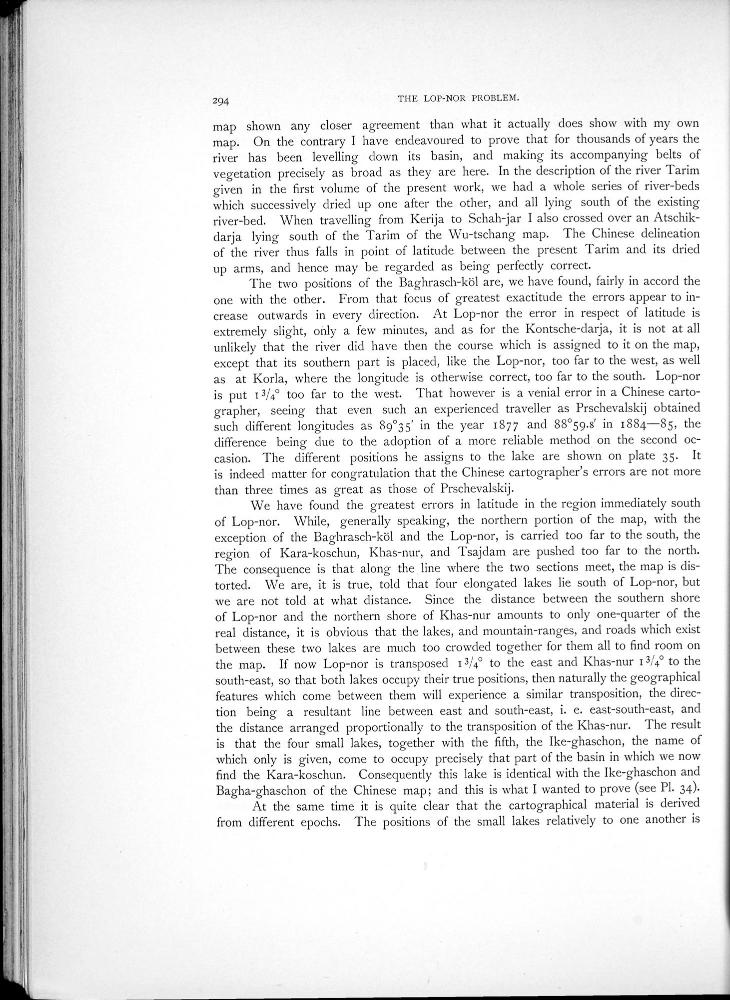 294 THE LOP-NOR PROBLEM.
map shown any closer agreement than what it actually does show with my own
map. On the contrary I have endeavoured to prove that for thousands of years the
river has been levelling down its basin, and making its accompanying belts of
vegetation precisely as broad as they are here. In the description of the river Tarim
given in the first volume of the present work, we had a whole series of river-beds
which successively dried up one after the other, and all lying south of the existing
river-bed. When travelling from Kerija to Schah-jar I also crossed over an Atschik-
darja lying south of the Tarim of the Wu-tschang map. The Chinese delineation
of the river thus falls in point of latitude between the present Tarim and its dried
up arms, and hence may be regarded as being perfectly correct.
The two positions of the Baghrasch-köl are, we have found, fairly in accord the
one with the other. From that focus of greatest exactitude the errors appear to in-
crease outwards in every direction. At Lop-nor the error in respect of latitude is
extremely slight, only a few minutes, and as for the Kontsche-darja, it is not at all
unlikely that the river did have then the course which is assigned to it on the map,
except that its southern part is placed, like the Lop-nor, too far to the west, as well
as at Korla, where the longitude is otherwise correct, too far to the south. Lop-nor
is put 1 3/4° too far to the west. That however is a venial error in a Chinese carto-
grapher, seeing that even such an experienced traveller as Prschevalskij obtained
such different longitudes as 89°35′ in the year 1877 and 88°59.8′ in 1884—85, the
difference being due to the adoption of a more reliable method on the second oc-
casion. The different positions he assigns to the lake are shown on plate 35. It
is indeed matter for congratulation that the Chinese cartographer's errors are not more
than three times as great as those of Prschevalskij.
We have found the greatest errors in latitude in the region immediately south
of Lop-nor. While, generally speaking, the northern portion of the map, with the
exception of the Baghrasch-köl and the Lop-nor, is carried too far to the south, the
region of Kara-koschun, Khas-nur, and Tsajdam are pushed too far to the north.
The consequence is that along the line where the two sections meet, the map is dis-
torted. We are, it is true, told that four elongated lakes lie south of Lop-nor, but
we are not told at what distance. Since the distance between the southern shore
of Lop-nor and the northern shore of Khas-nur amounts to only one-quarter of the
real distance, it is obvious that the lakes, and mountain-ranges, and roads which exist
between these two lakes are much too crowded together for them all to find room on
the map. If now Lop-nor is transposed 1 3/4° to the east and Khas-nur 1 3/4° to the
south-east, so that both lakes occupy their true positions, then naturally the geographical
features which come between them will experience a similar transposition, the direc-
tion being a resultant line between east and south-east, i. e. east-south-east, and
the distance arranged proportionally to the transposition of the Khas-nur. The result
is that the four small lakes, together with the fifth, the Ike-ghaschon, the name of
which only is given, come to occupy precisely that part of the basin in which we now
find the Kara-koschun. Consequently this lake is identical with the Ike-ghaschon and
Bagha-ghaschon of the Chinese map; and this is what I wanted to prove (see Pl. 34).
At the same time it is quite clear that the cartographical material is derived
from different epochs. The positions of the small lakes relatively to one another is